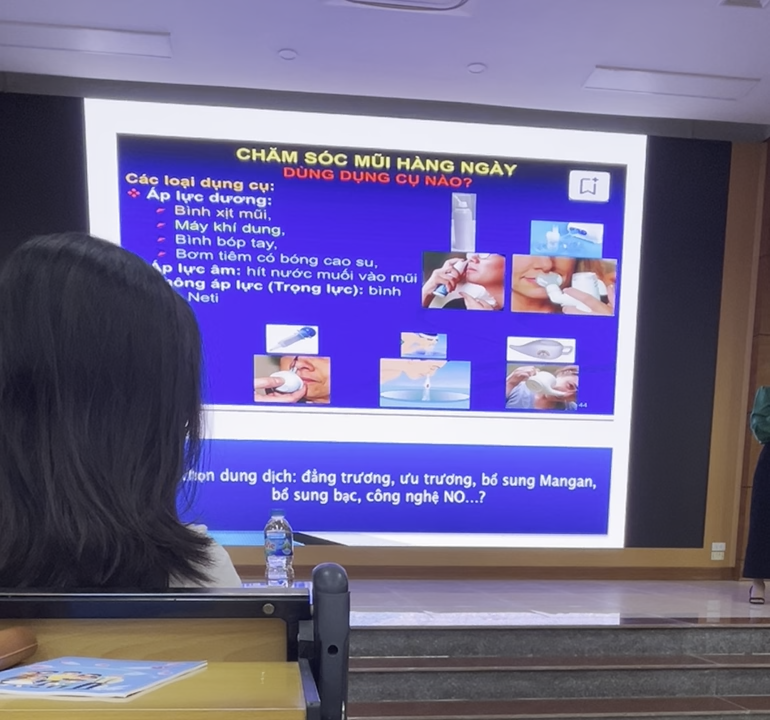 CHĂM SÓC MŨI HÀNG NGÀY
DÙNG DỤNG CỤ NÀO?
Các loại dụng cụ:
Áp lực dương:
Bình xịt mũi,
Máy khí dung,
Bình bóp tay,
Bơm tiêm có bóng cao su,
Áp lực âm: hít nước muối vào mũi
áp lực (Trọng lực): bình
Neti
44
dung dịch: đẳng trương, ưu trương, bổ sung Mangan,
bổ sung bạc, công nghệ NO...?